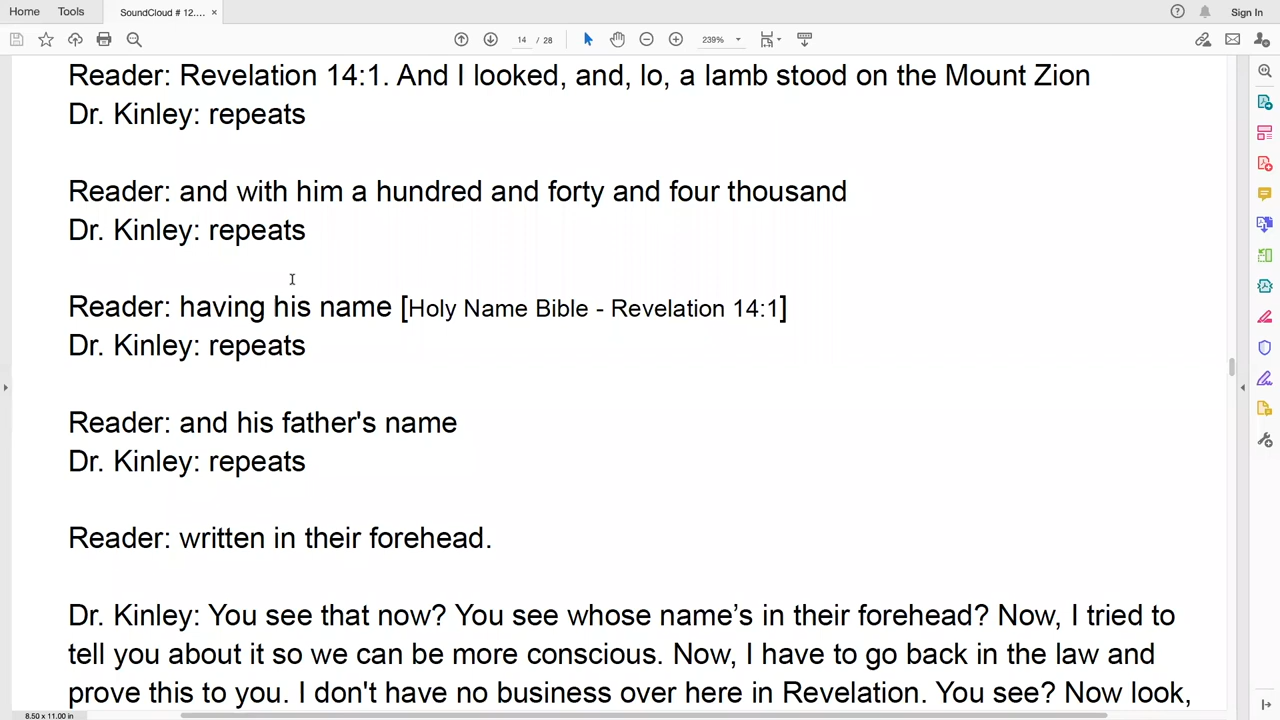 Home Tools SoundCloud # 12.... × Sign In
14 / 28 239%
Reader: Revelation 14:1. And I looked, and, lo, a lamb stood on the Mount Zion
Dr. Kinley: repeats
Reader: and with him a hundred and forty and four thousand
Dr. Kinley: repeats
Reader: having his name [Holy Name Bible - Revelation 14:1]
Dr. Kinley: repeats
Reader: and his father's name
Dr. Kinley: repeats
Reader: written in their forehead.
Dr. Kinley: You see that now? You see whose name’s in their forehead? Now, I tried to
tell you about it so we can be more conscious. Now, I have to go back in the law and
prove this to you. I don't have no business over here in Revelation. You see? Now look,
8.50 x 11.00 in